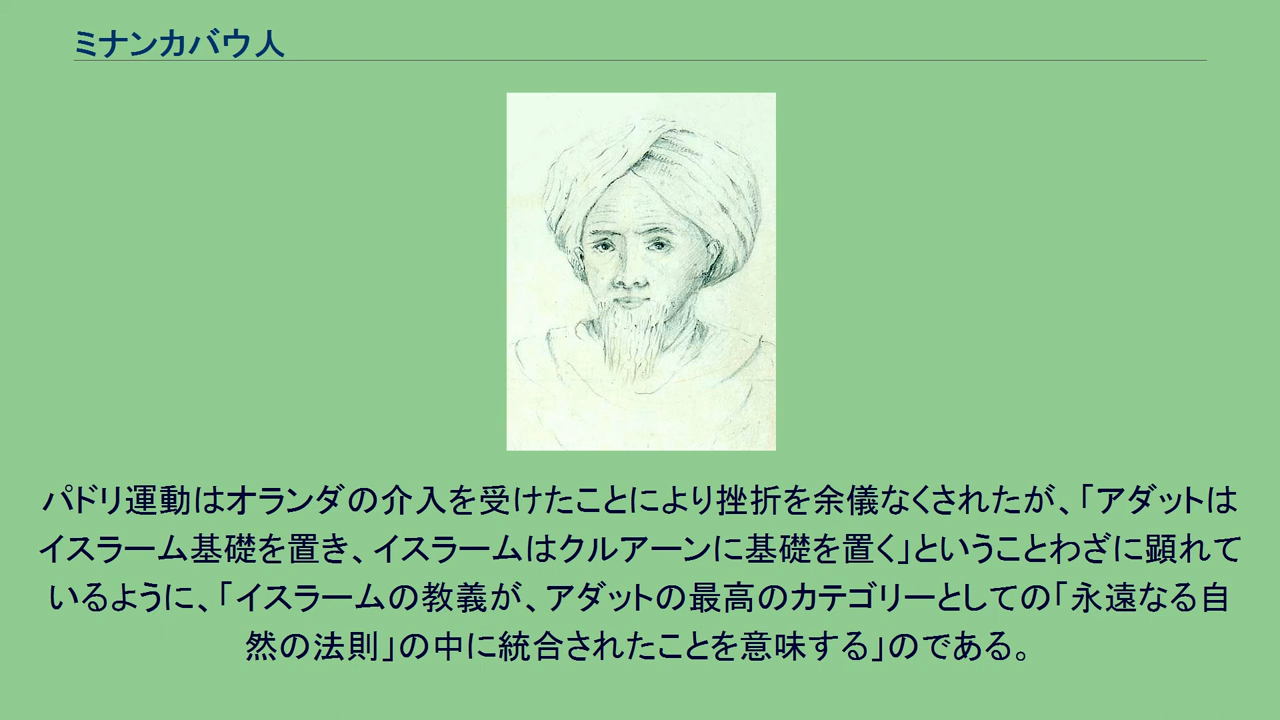 ミナンカバウ人
パドリ運動はオランダの介入を受けたことにより挫折を余儀なくされたが、「アダットは
イスラーム基礎を置き、イスラームはクルアーンに基礎を置く」ということわざに顕れて
いるように、「イスラームの教義が、アダットの最高のカテゴリーとしての「永遠なる自
然の法則」の中に統合されたことを意味する」のである。